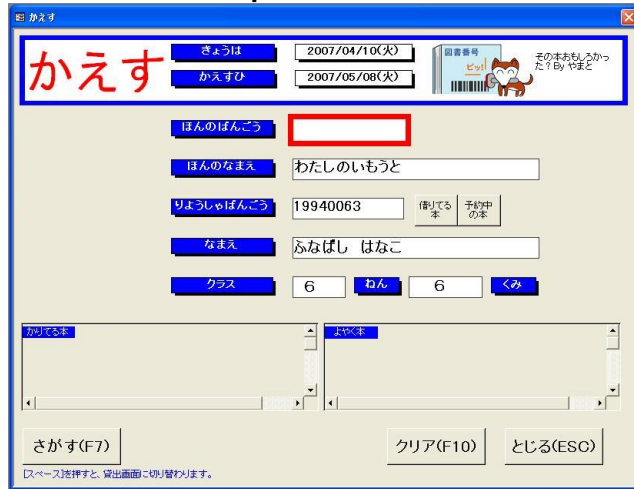 かえす
かえす
きょうは 2007/04/10(火)
かえすひ 2007/05/08(火)
図書番号
ピッ!
その本おもしろかっ
た？By やまと
ほんのばんごう
ほんのなまえ わたしのいもうと
りようしゃばんごう 19940063 借りてる本 予約中の本
なまえ ふなばし はなこ
クラス 6 ねん 6 くみ
かりてる本 よやく本
さがす(F7) クリア(F10) とじる(ESC)
[スペース]を押すと、貸出画面に切り替わります。